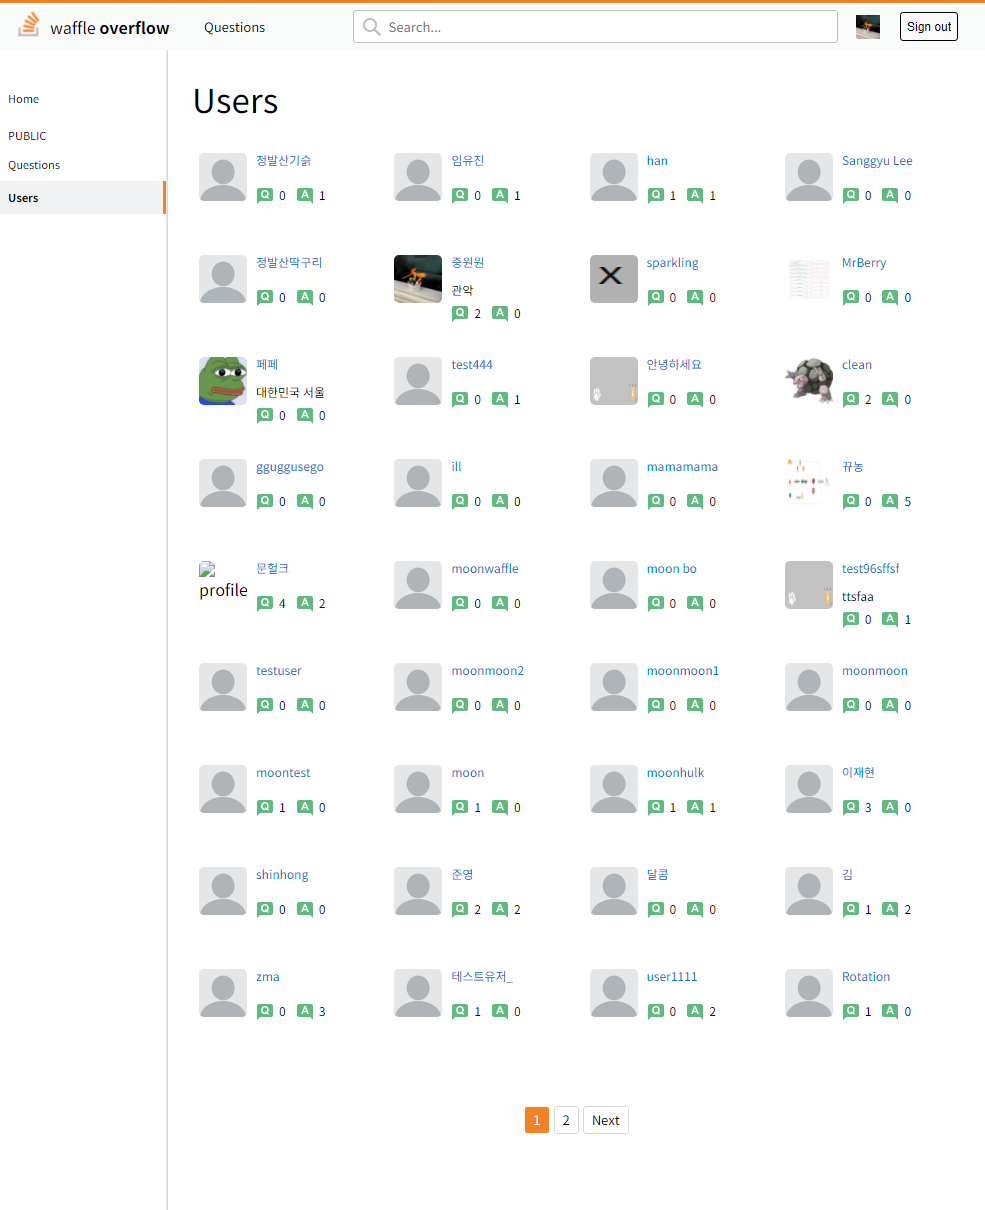 waffle overflow
Questions
Search...
Sign out
Home
PUBLIC
Questions
Users
Users
정발산기슭
Q 0 A 1
임유진
Q 0 A 1
han
Q 1 A 1
Sanggyu Lee
Q 0 A 0
정발산딱구리
Q 0 A 0
중원원
관악
Q 2 A 0
sparkling
Q 0 A 0
MrBerry
Q 0 A 0
페페
대한민국 서울
Q 0 A 0
test444
Q 0 A 1
안녕하세요
Q 0 A 0
clean
Q 2 A 0
gguggusego
Q 0 A 0
ill
Q 0 A 0
mamamama
Q 0 A 0
뀨농
Q 0 A 5
profile
문헐크
Q 4 A 2
moonwaffle
Q 0 A 0
moon bo
Q 0 A 0
test96sffsf
ttsfaa
Q 0 A 1
testuser
Q 0 A 0
moonmoon2
Q 0 A 0
moonmoon1
Q 0 A 0
moonmoon
Q 0 A 0
moontest
Q 1 A 0
moon
Q 1 A 0
moonhulk
Q 1 A 1
이재현
Q 3 A 0
shinhong
Q 0 A 0
준영
Q 2 A 2
달콤
Q 0 A 0
김
Q 1 A 2
zma
Q 0 A 3
테스트유저_
Q 1 A 0
user1111
Q 0 A 2
Rotation
Q 1 A 0
1 2 Next